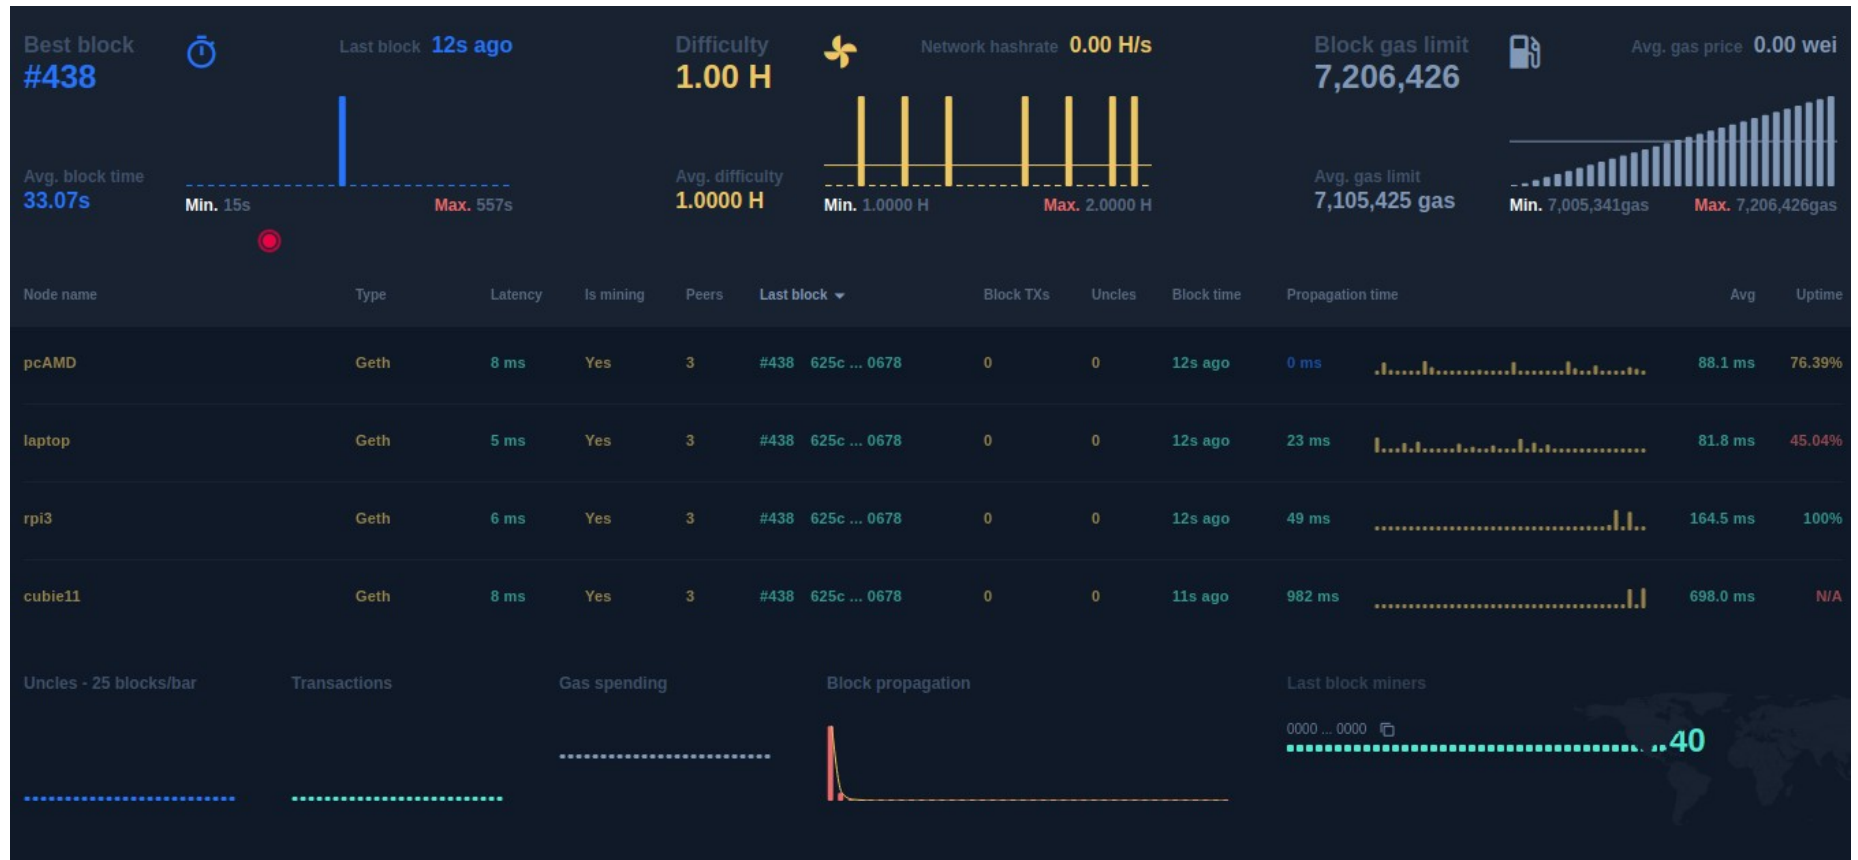 Best block
#438
Last block 12s ago
Avg. block time
33.07s
Min. 15s
Max. 557s
Difficulty
1.00 H
Network hashrate 0.00 H/s
Avg. difficulty
1.0000 H
Min. 1.0000 H
Max. 2.0000 H
Block gas limit
7,206,426
Avg. gas price 0.00 wei
Avg. gas limit
7,105,425 gas
Min. 7,005,341gas
Max. 7,206,426gas
Node name Type Latency Is mining Peers Last block Block TXs Uncles Block time Propagation time Avg Uptime
pcAMD Geth 8 ms Yes 3 #438 625c ... 0678 0 0 12s ago 0 ms 88.1 ms 76.39%
laptop Geth 5 ms Yes 3 #438 625c ... 0678 0 0 12s ago 23 ms 81.8 ms 45.04%
rpi3 Geth 6 ms Yes 3 #438 625c ... 0678 0 0 12s ago 49 ms 164.5 ms 100%
cubie11 Geth 8 ms Yes 3 #438 625c ... 0678 0 0 11s ago 982 ms 698.0 ms N/A
Uncles - 25 blocks/bar
Transactions
Gas spending
Block propagation
Last block miners
0000 ... 0000
40